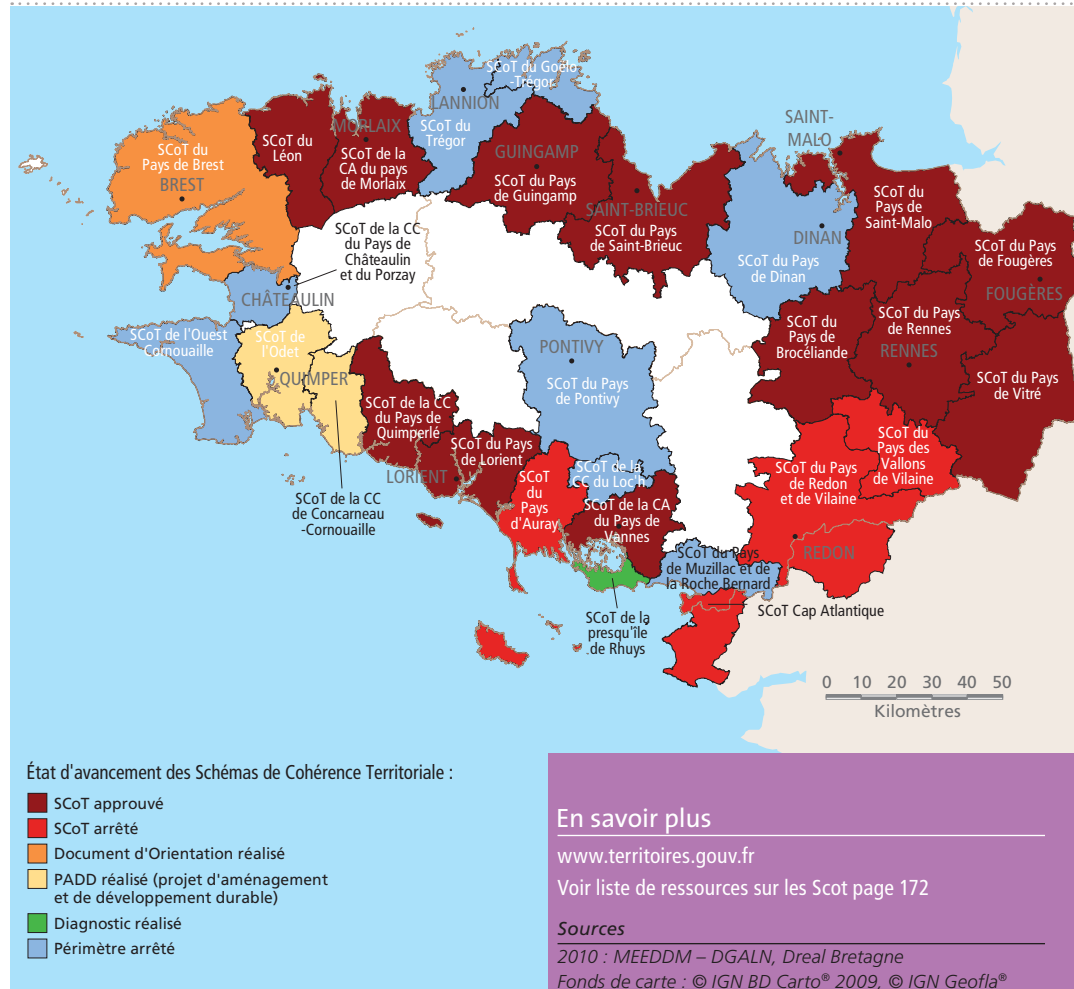 SCoT du Goëlo
-Trégor
LANNION
SCoT du
Trégor
SAINT-
MALO
MORLAIX
SCoT du
Léon
SCoT de la
CA du pays
de Morlaix
SCoT du
Pays de Brest
BREST
GUINGAMP
SCoT du Pays
de Guingamp
SAINT-BRIEUC
SCoT du Pays
de Saint-Brieuc
DINAN
SCoT du Pays
de Dinan
SCoT du
Pays de
Saint-Malo
SCoT du Pays
de Fougères
FOUGÈRES
SCoT de la CC
du Pays de
Châteaulin
et du Porzay
CHÂTEAULIN
SCoT de l'Ouest
Cornouaille
SCoT de
l'Odet
QUIMPER
PONTIVY
SCoT du Pays
de Pontivy
SCoT du
Pays de
Brocéliande
SCoT du Pays
de Rennes
RENNES
SCoT du Pays
de Vitré
SCoT de la CC
du Pays de
Quimperlé
SCoT du Pays
de Lorient
LORIENT
SCoT de la CC
de Concarneau
-Cornouaille
SCoT
du
Pays
d'Auray
SCoT de la
CC du Loc'h
SCoT de la CA
du Pays de
Vannes
SCoT du Pays
de Redon
et de Vilaine
SCoT du
Pays des
Vallons
de Vilaine
REDON
SCoT du Pays
de Muzillac et de
la Roche Bernard
SCoT Cap Atlantique
SCoT de la
presqu'île
de Rhuys
0 10 20 30 40 50
Kilomètres
État d'avancement des Schémas de Cohérence Territoriale :
SCoT approuvé
SCoT arrêté
Document d'Orientation réalisé
PADD réalisé (projet d'aménagement
et de développement durable)
Diagnostic réalisé
Périmètre arrêté
En savoir plus
www.territoires.gouv.fr
Voir liste de ressources sur les Scot page 172
Sources
2010 : MEEDDM – DGALN, Dreal Bretagne
Fonds de carte : © IGN BD Carto® 2009, © IGN Geofla®